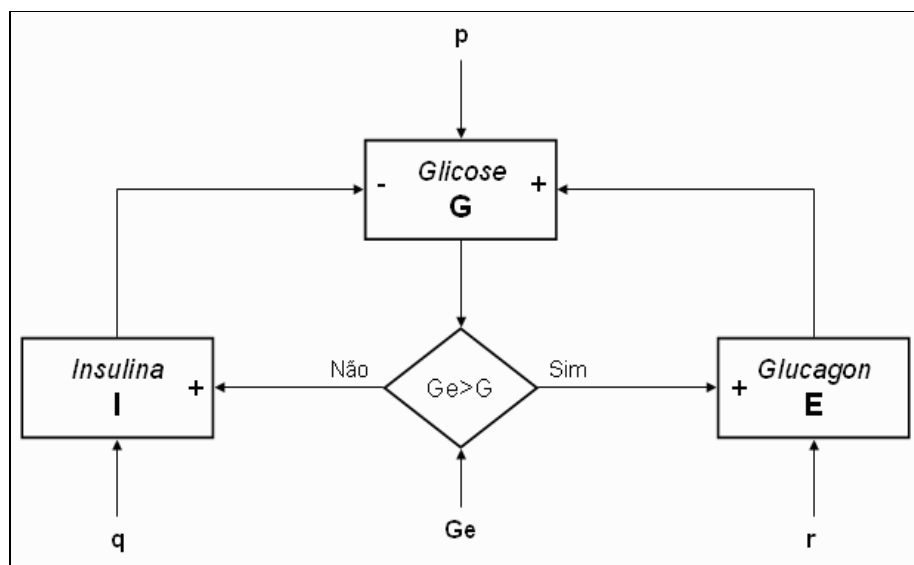 p
- Glicose +
G
Não
Sim
Insulina
I
+
Ge>G
+
Glucagon
E
q
Ge
r